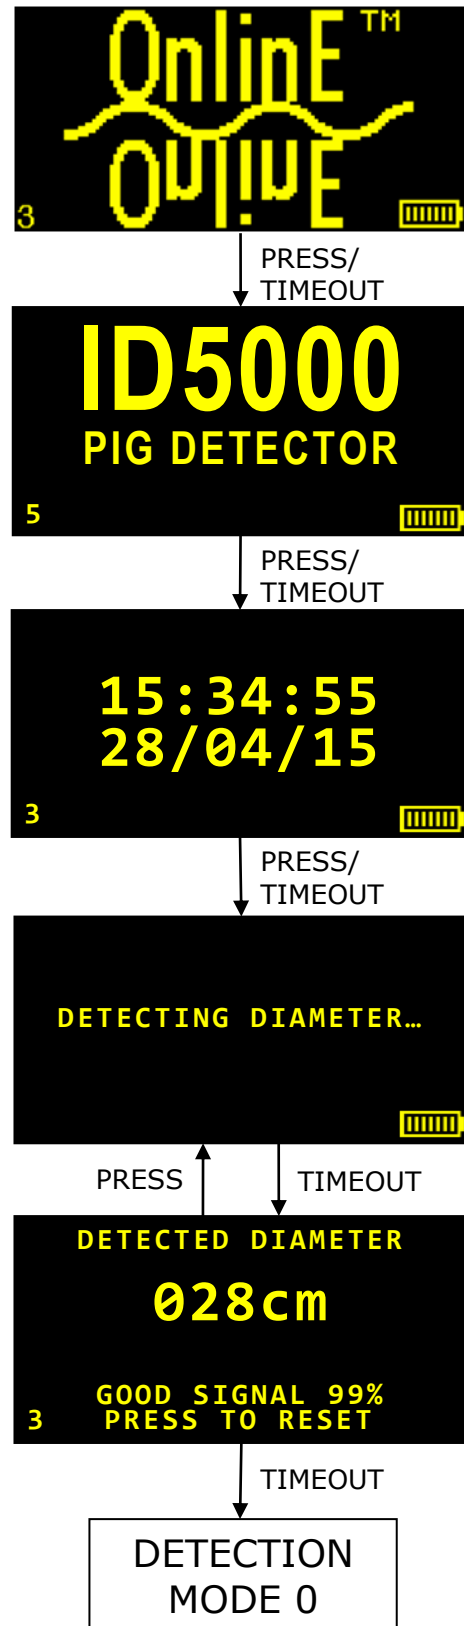 OnlinE™
3
PRESS/
TIMEOUT
ID5000
PIG DETECTOR
5
PRESS/
TIMEOUT
15:34:55
28/04/15
3
PRESS/
TIMEOUT
DETECTING DIAMETER…
PRESS
TIMEOUT
DETECTED DIAMETER
028cm
GOOD SIGNAL 99%
3 PRESS TO RESET
TIMEOUT
DETECTION
MODE 0